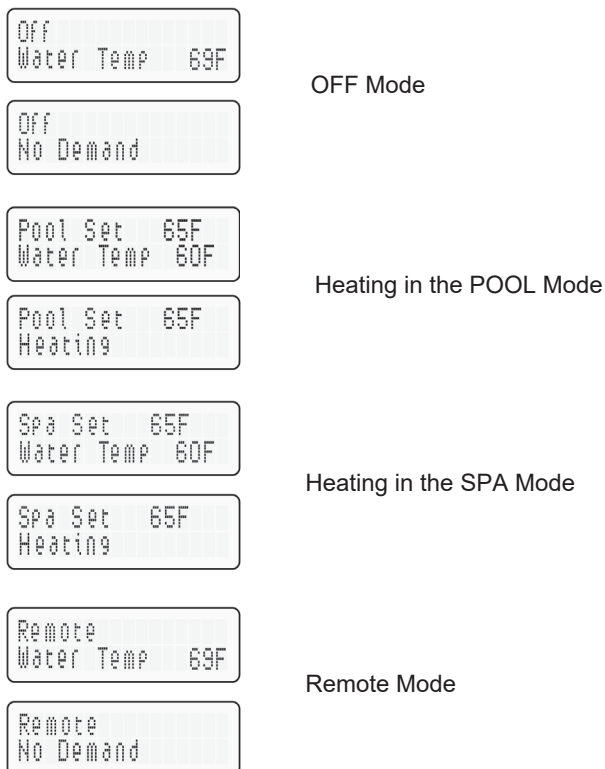 Off
Water Temp 69F
OFF Mode
Off
No Demand
Pool Set 65F
Water Temp 60F
Heating in the POOL Mode
Pool Set 65F
Heating
Spa Set 65F
Water Temp 60F
Heating in the SPA Mode
Spa Set 65F
Heating
Remote
Water Temp 69F
Remote Mode
Remote
No Demand